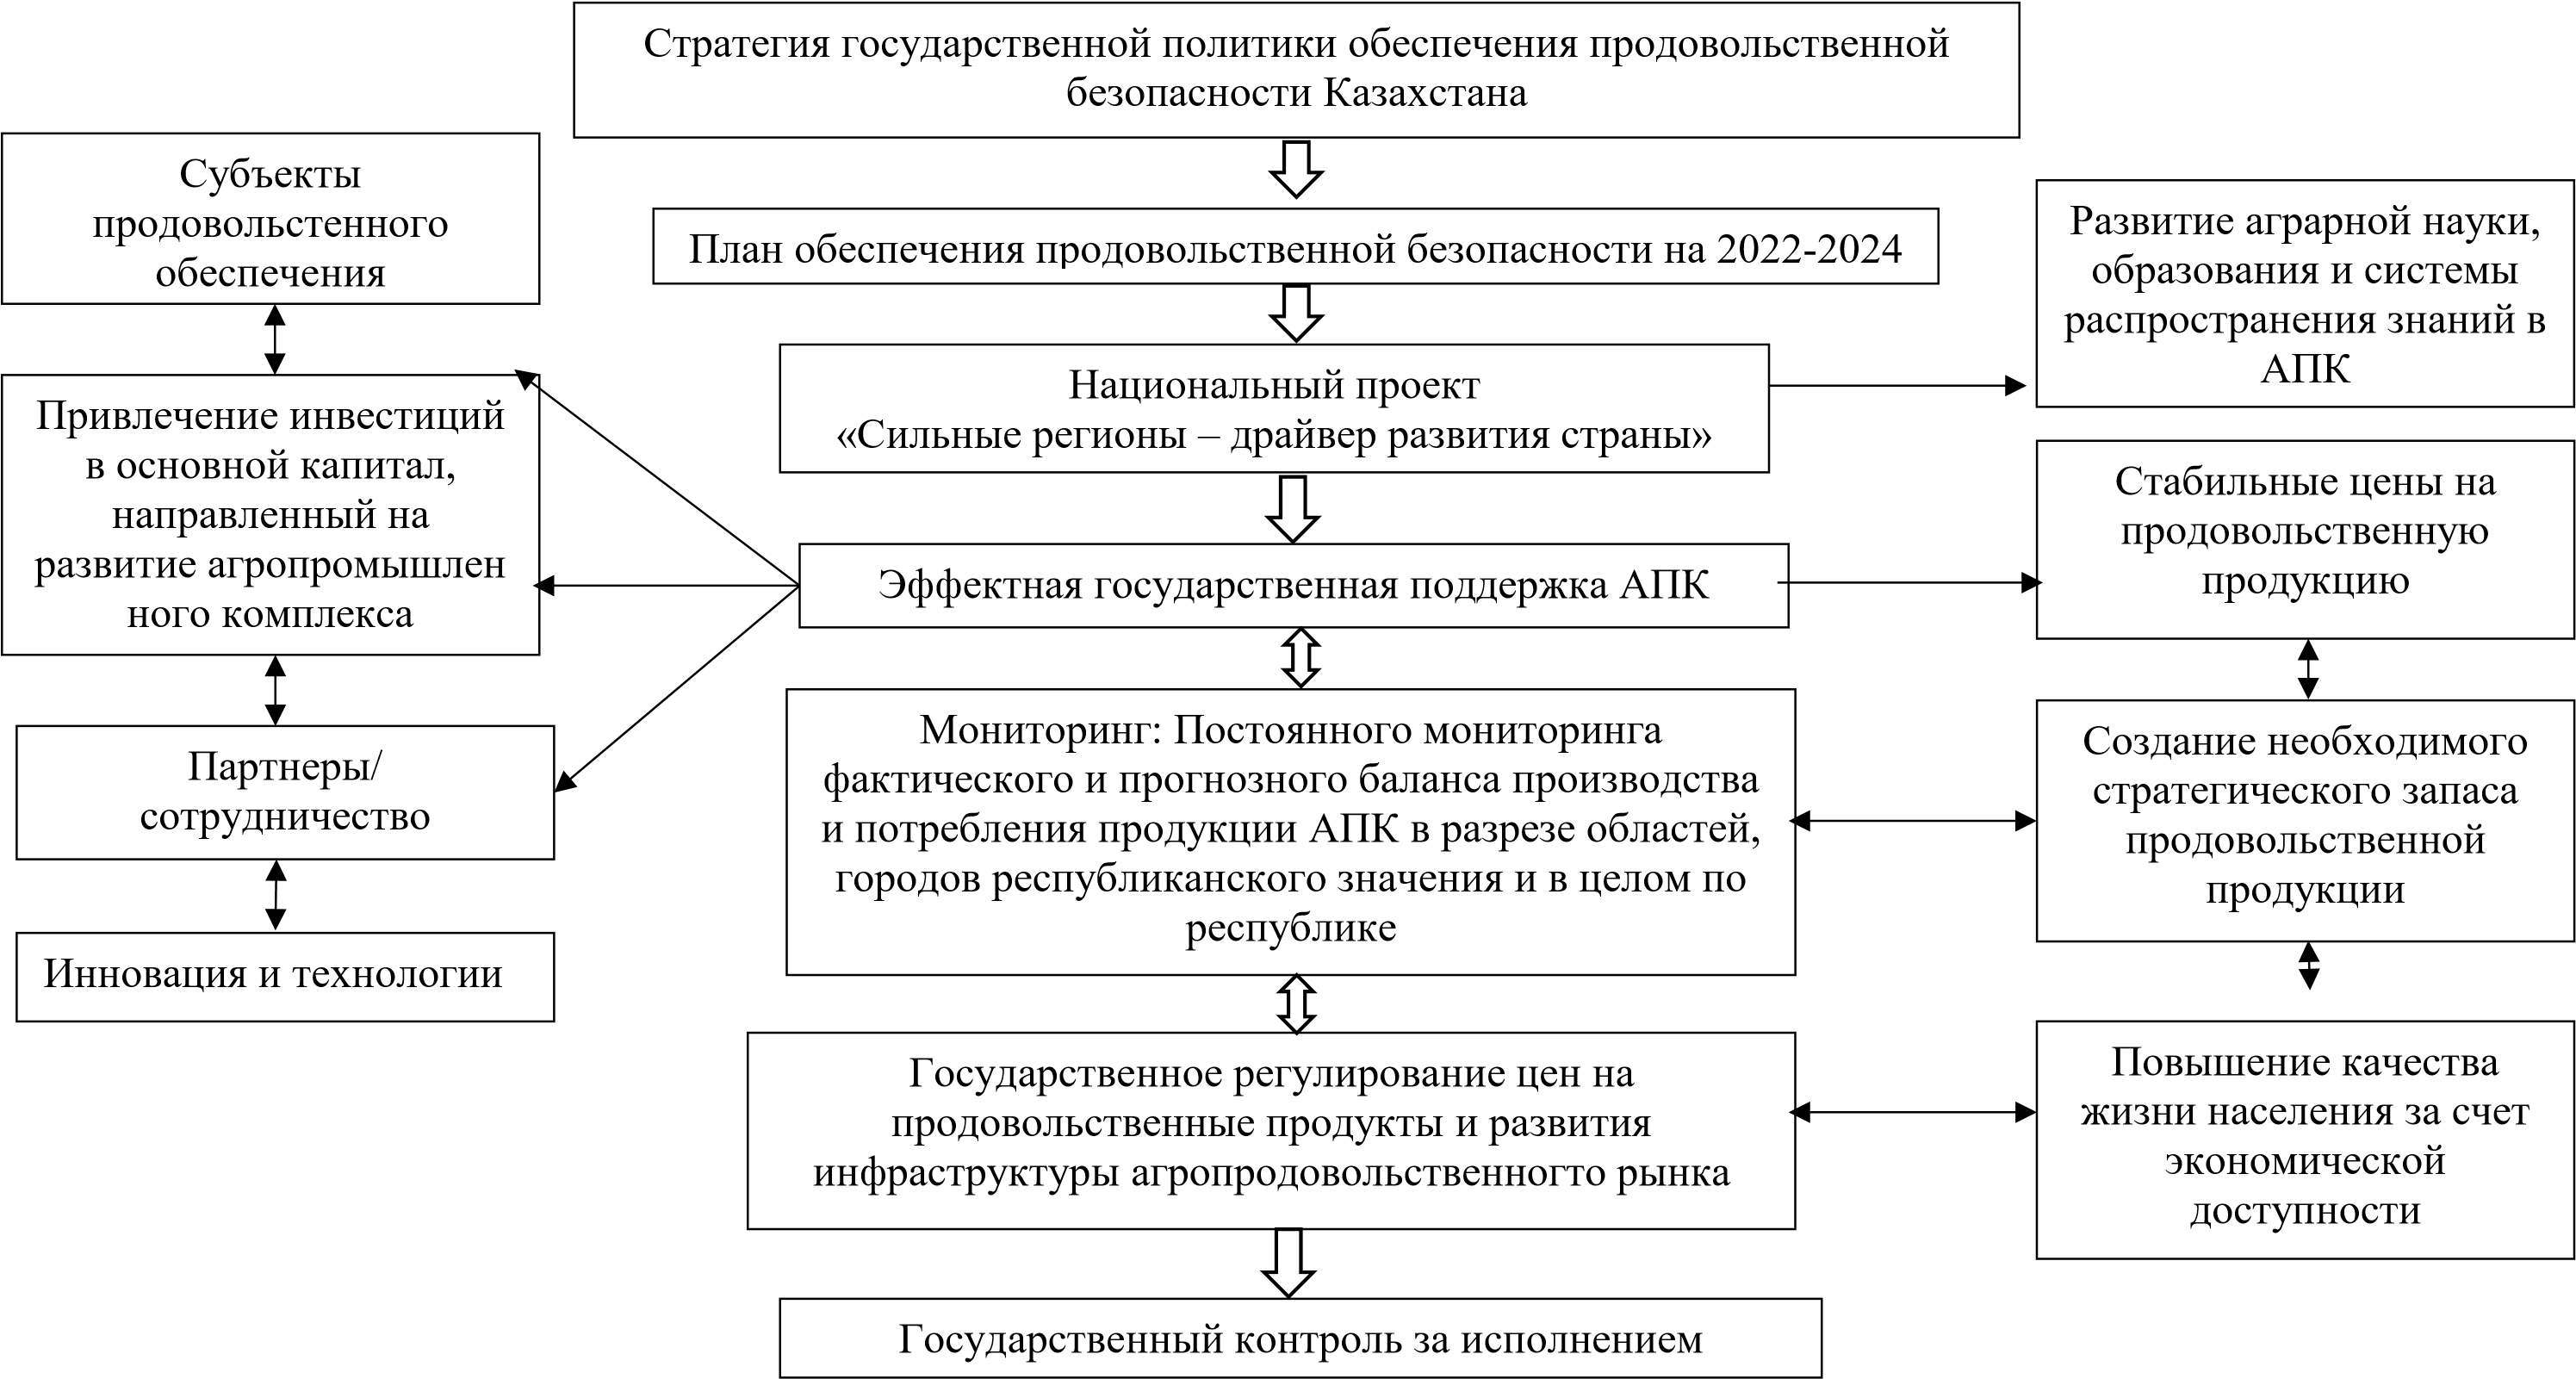 Стратегия государственной политики обеспечения продовольственной
безопасности Казахстана
Субъекты
продовольстенного
обеспечения
План обеспечения продовольственной безопасности на 2022-2024
Развитие аграрной науки,
образования и системы
распространения знаний в
АПК
Национальный проект
«Сильные регионы – драйвер развития страны»
Привлечение инвестиций
в основной капитал,
направленный на
развитие агропромышлен
ного комплекса
Стабильные цены на
продовольственную
продукцию
Эффектная государственная поддержка АПК
Мониторинг: Постоянного мониторинга
фактического и прогнозного баланса производства
и потребления продукции АПК в разрезе областей,
городов республиканского значения и в целом по
республике
Партнеры/
сотрудничество
Создание необходимого
стратегического запаса
продовольственной
продукции
Инновация и технологии
Государственное регулирование цен на
продовольственные продукты и развития
инфраструктуры агропродовольственногто рынка
Повышение качества
жизни населения за счет
экономической
доступности
Государственный контроль за исполнением